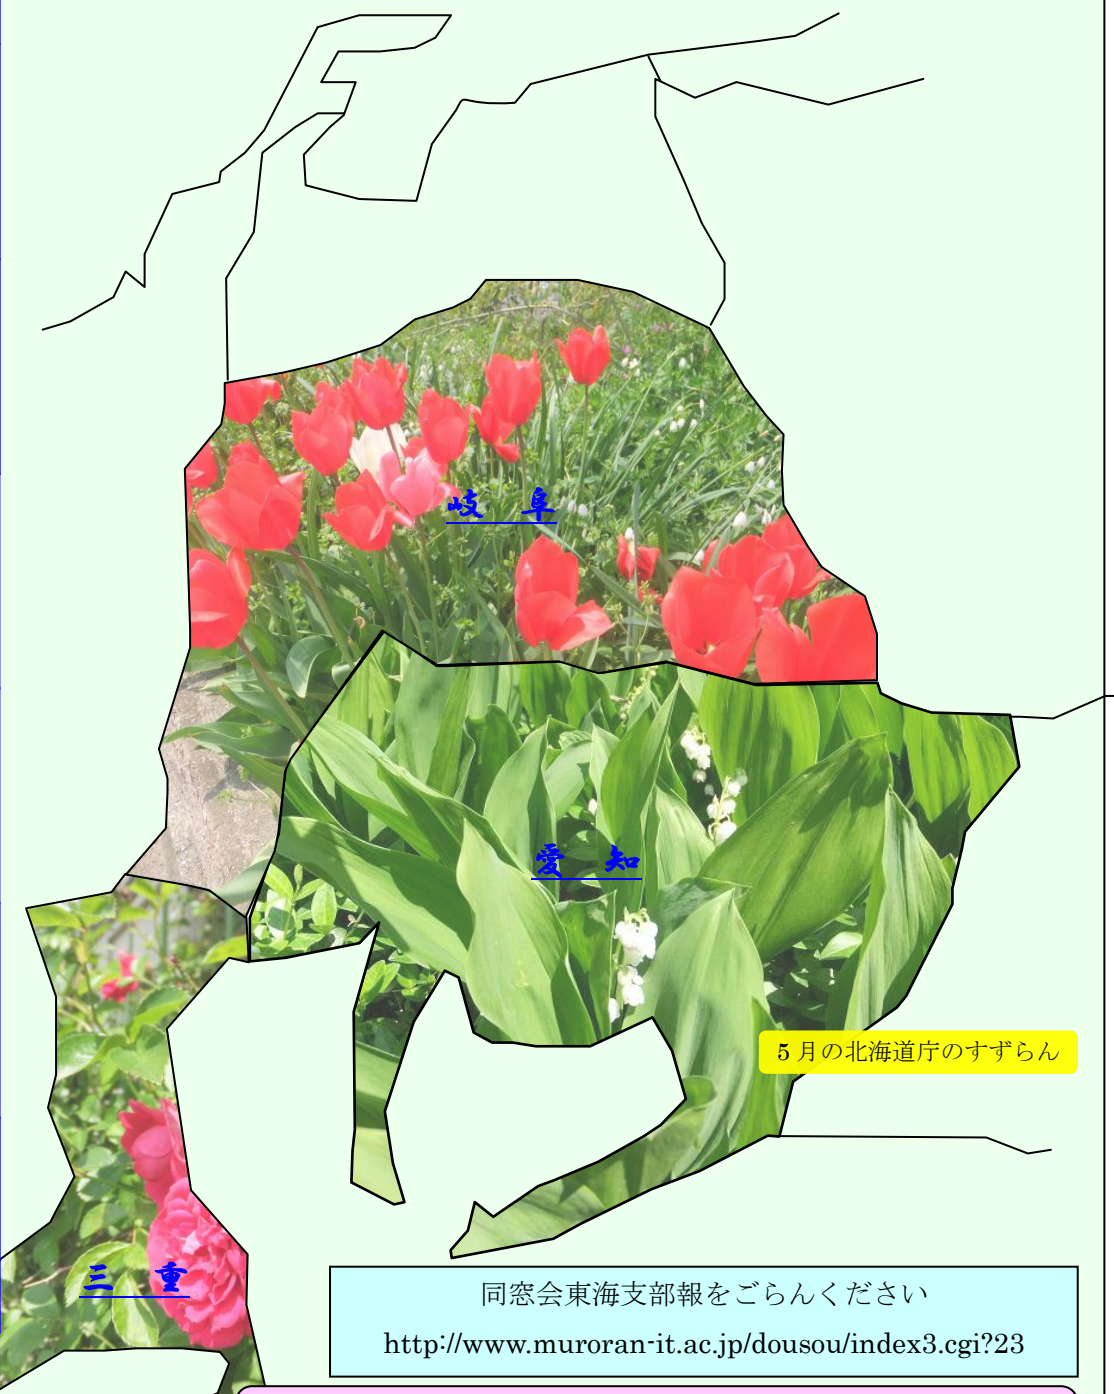 岐　阜
愛　知
5 月の北海道庁のすずらん
三　重
同窓会東海支部報をごらんください
http://www.muroran-it.ac.jp/dousou/index3.cgi?23